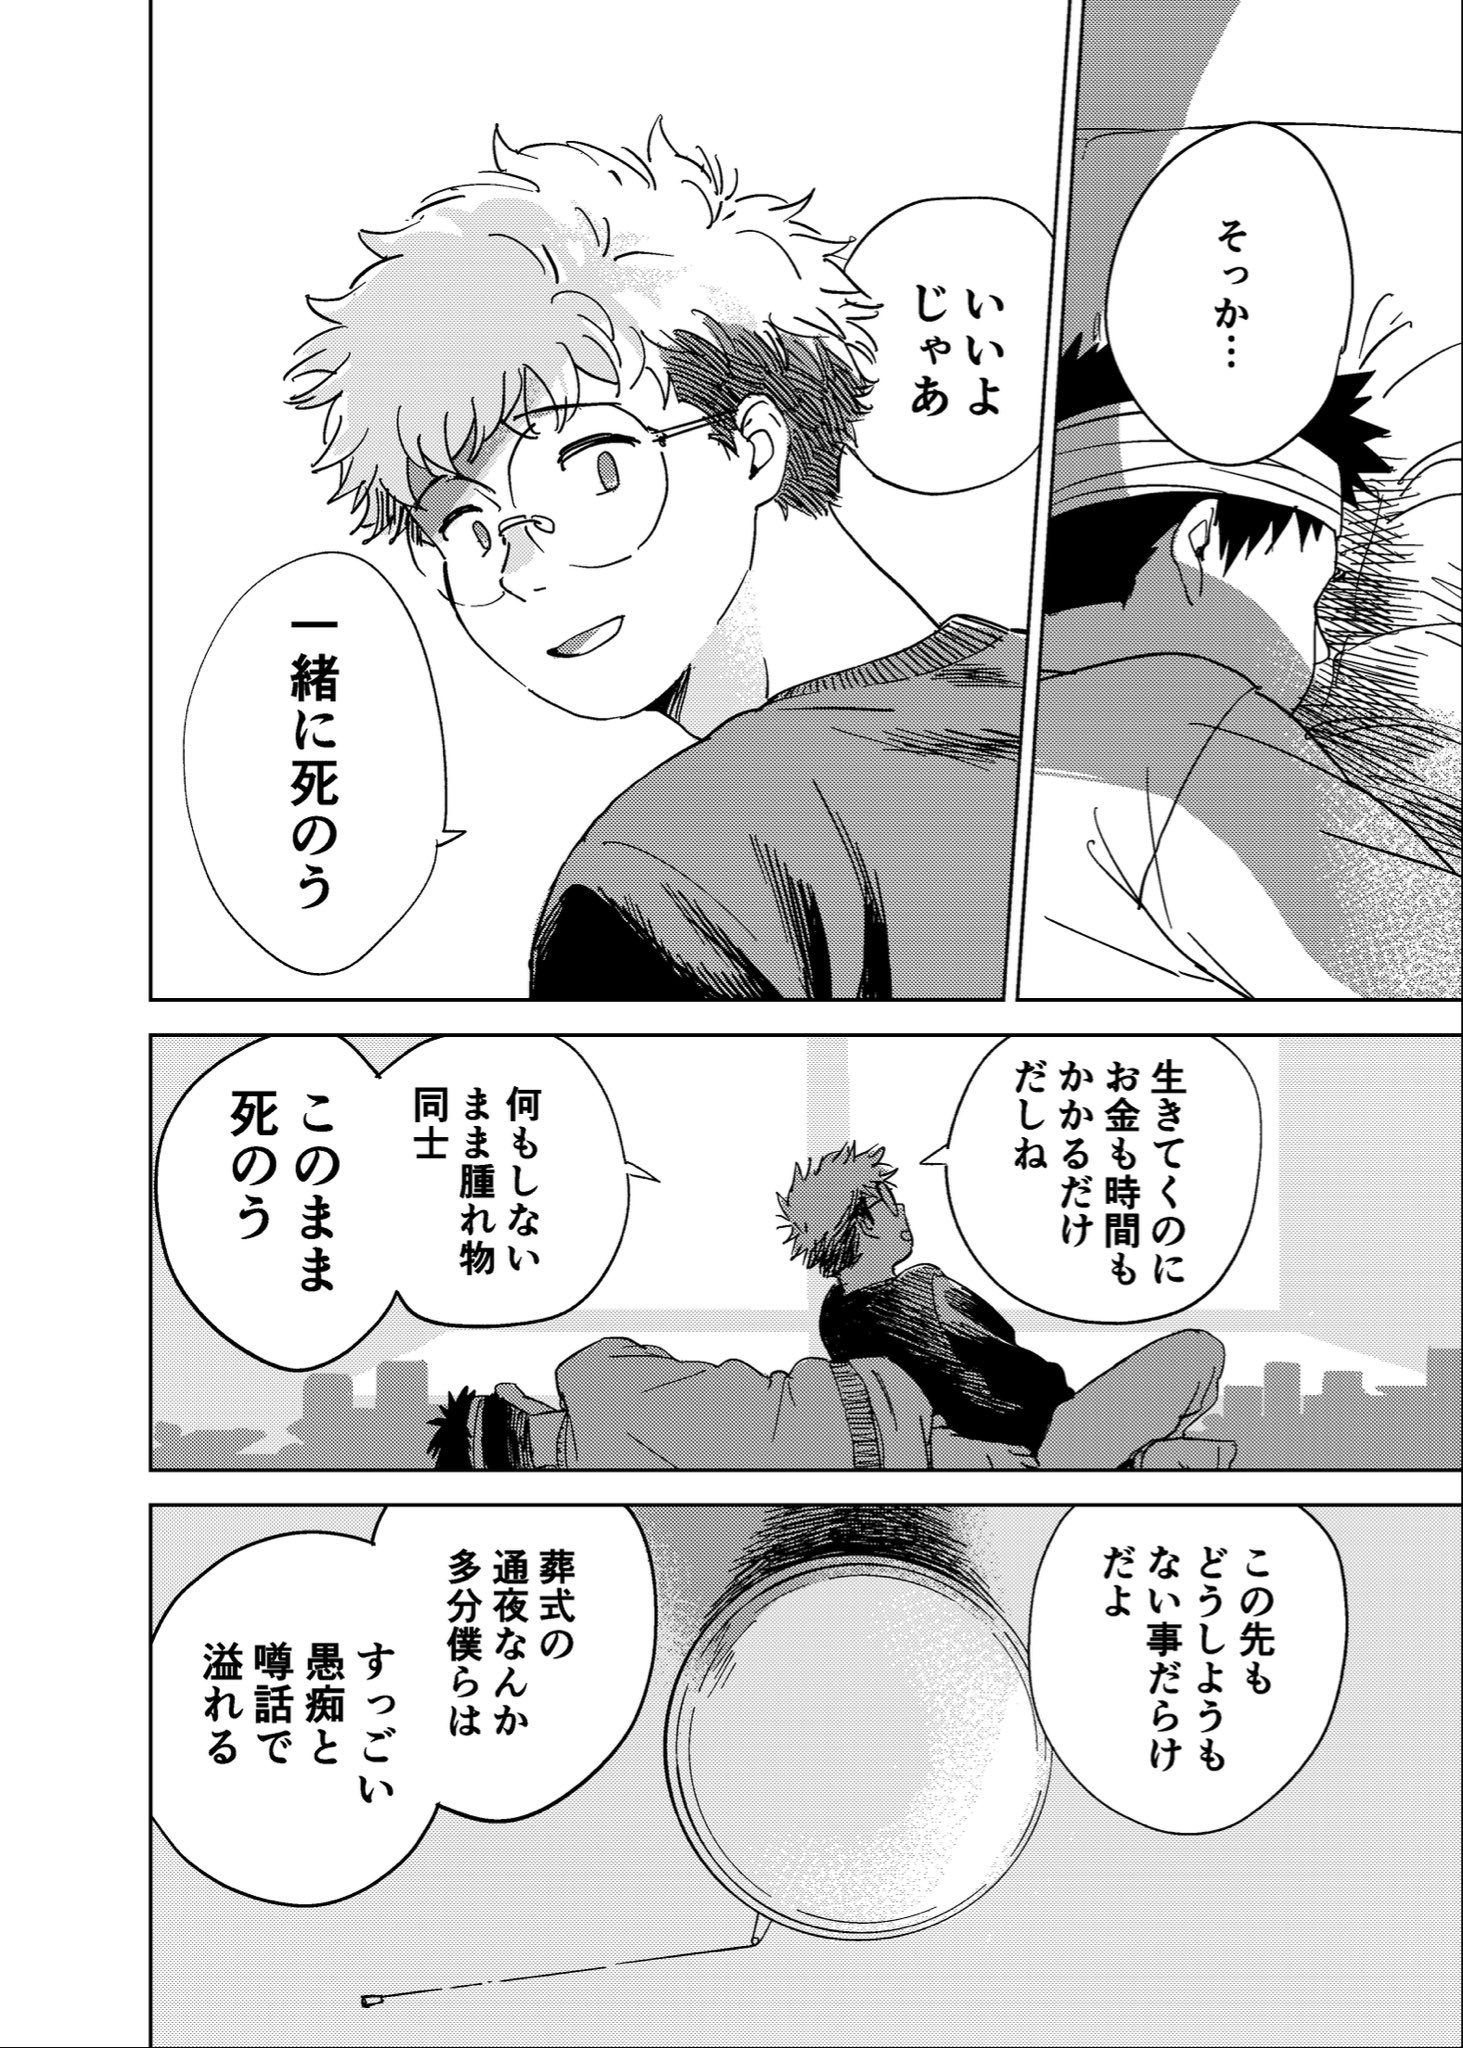 そっか…
いいよ
じゃあ
一緒に死のう
生きてくのに
お金も時間も
かかるだけ
だしね
何もしない
まま腫れ物
同士
このまま
死のう
この先も
どうしようも
ない事だらけ
だよ
葬式の
通夜なんか
多分僕らは
すっごい
愚痴と
噂話で
溢れる